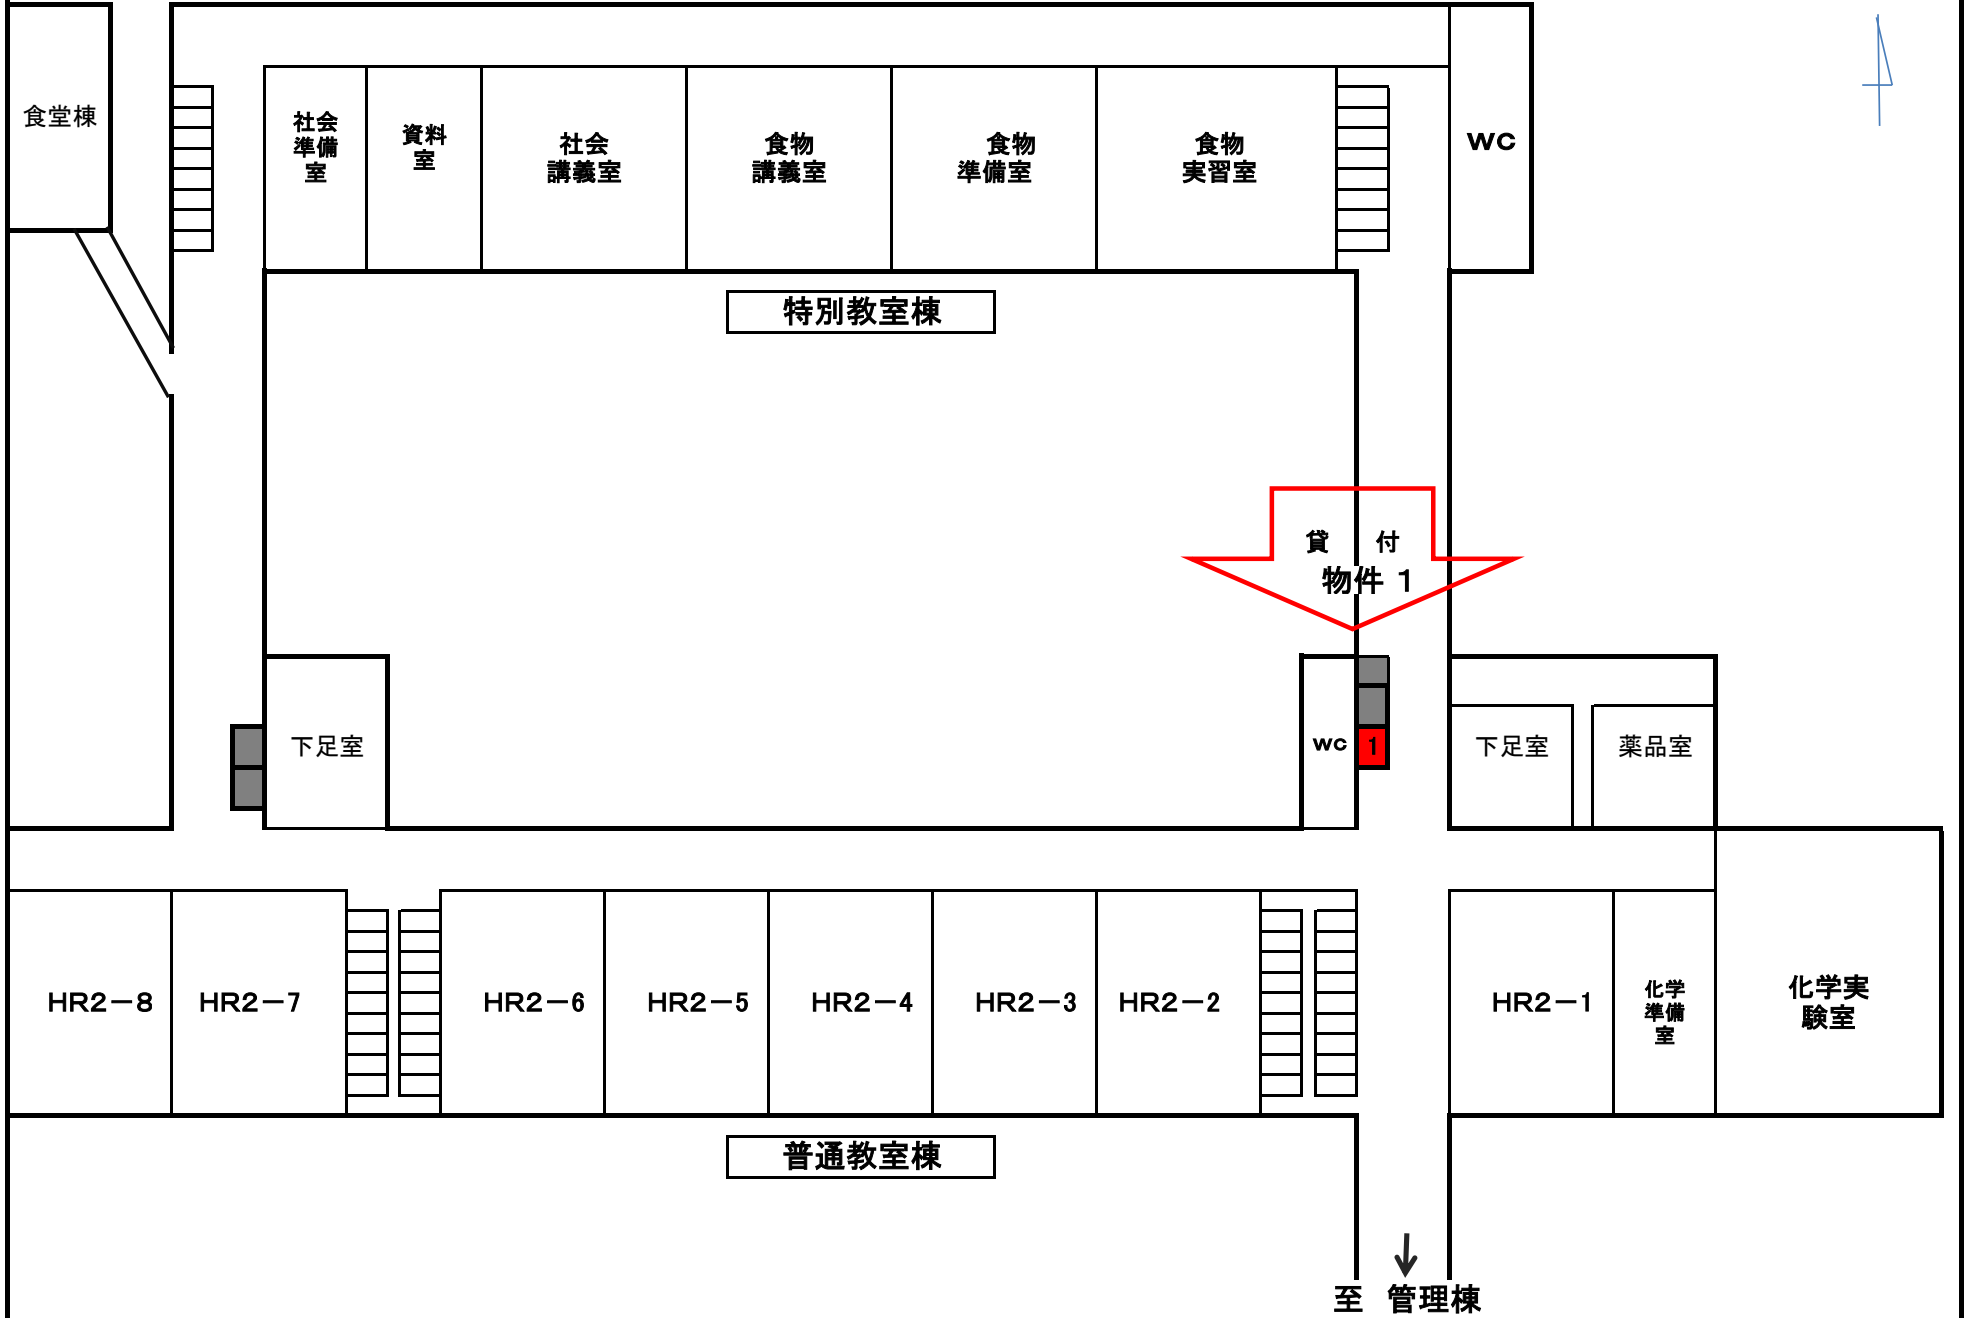 食堂棟
社会
準備
室
資料
室
社会
講義室
食物
講義室
食物
準備室
食物
実習室
WC
特別教室棟
貸　付
物件 1
下足室
WC
1
下足室
薬品室
HR2－8
HR2－7
HR2－6
HR2－5
HR2－4
HR2－3
HR2－2
HR2－1
化学
準備
室
化学実
験室
普通教室棟
至　管理棟